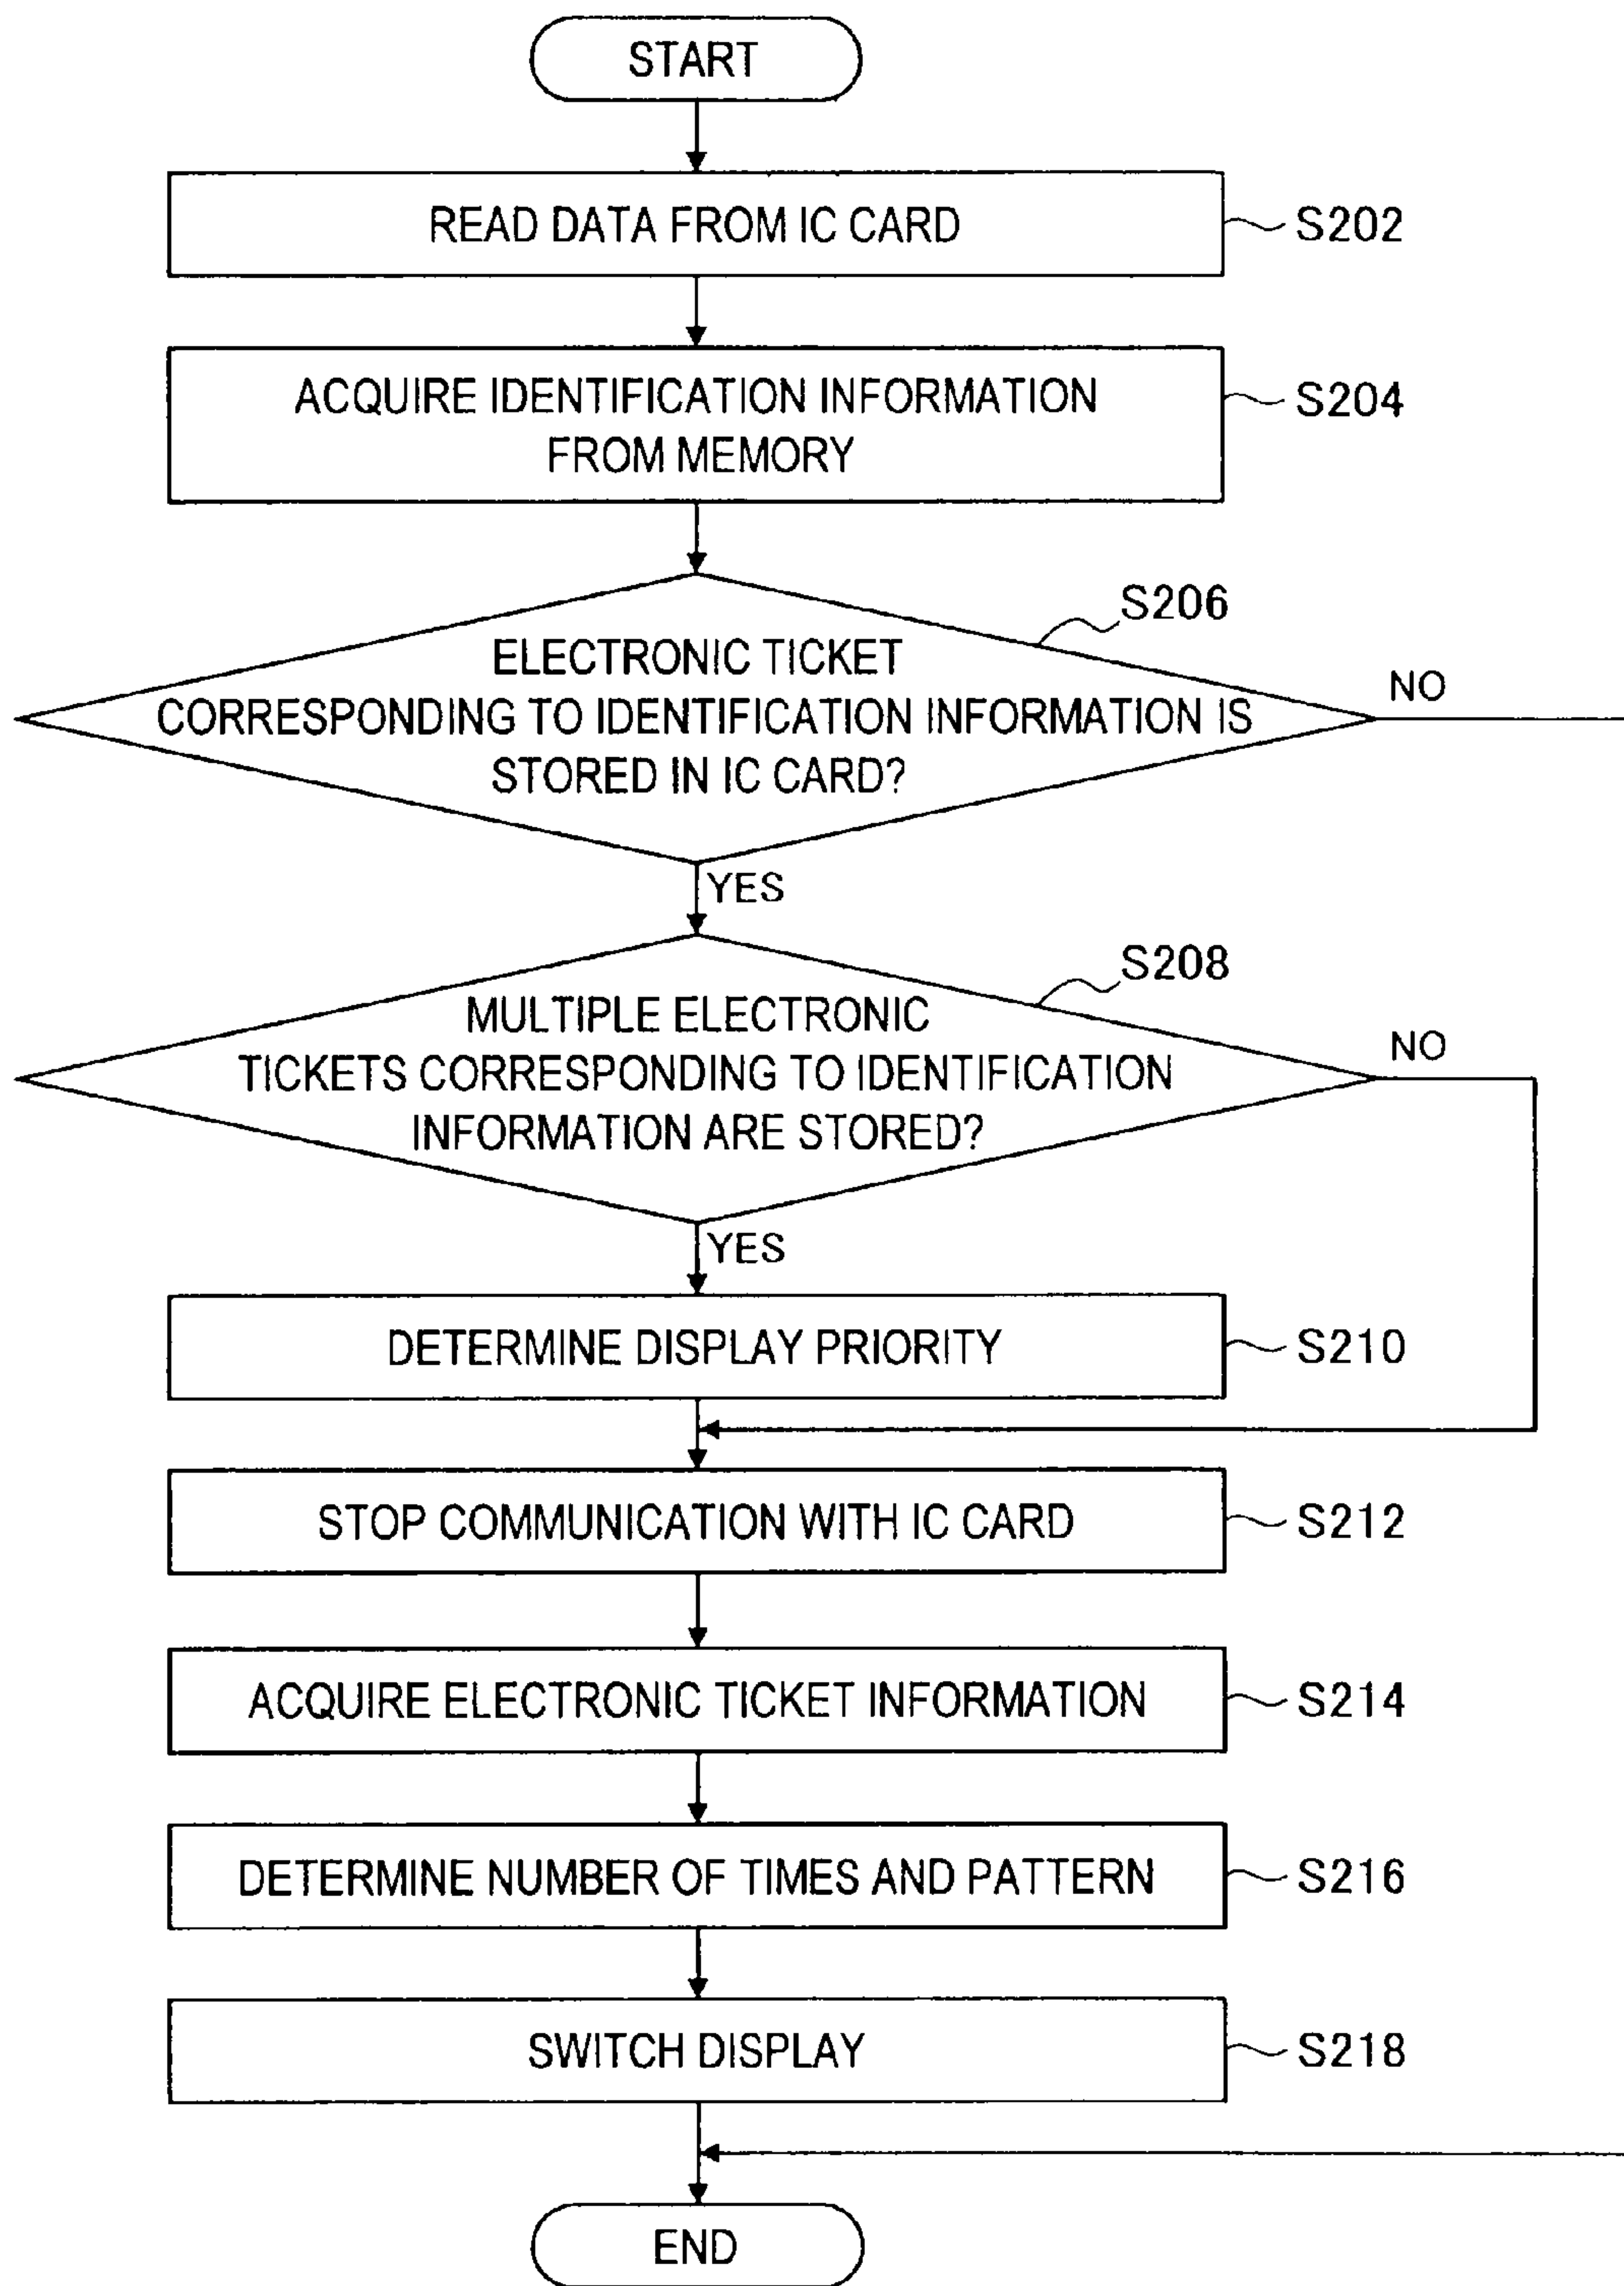 START
READ DATA FROM IC CARD
S202
ACQUIRE IDENTIFICATION INFORMATION
FROM MEMORY
S204
S206
ELECTRONIC TICKET
CORRESPONDING TO IDENTIFICATION INFORMATION IS
STORED IN IC CARD?
NO
YES
S208
MULTIPLE ELECTRONIC
TICKETS CORRESPONDING TO IDENTIFICATION
INFORMATION ARE STORED?
NO
YES
DETERMINE DISPLAY PRIORITY
S210
STOP COMMUNICATION WITH IC CARD
S212
ACQUIRE ELECTRONIC TICKET INFORMATION
S214
DETERMINE NUMBER OF TIMES AND PATTERN
S216
SWITCH DISPLAY
S218
END